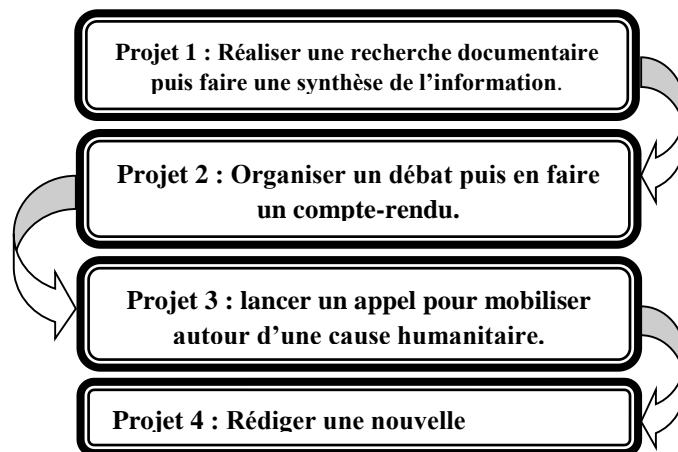 Projet 1 : Réaliser une recherche documentaire
puis faire une synthèse de l’information.
Projet 2 : Organiser un débat puis en faire
un compte-rendu.
Projet 3 : lancer un appel pour mobiliser
autour d’une cause humanitaire.
Projet 4 : Rédiger une nouvelle